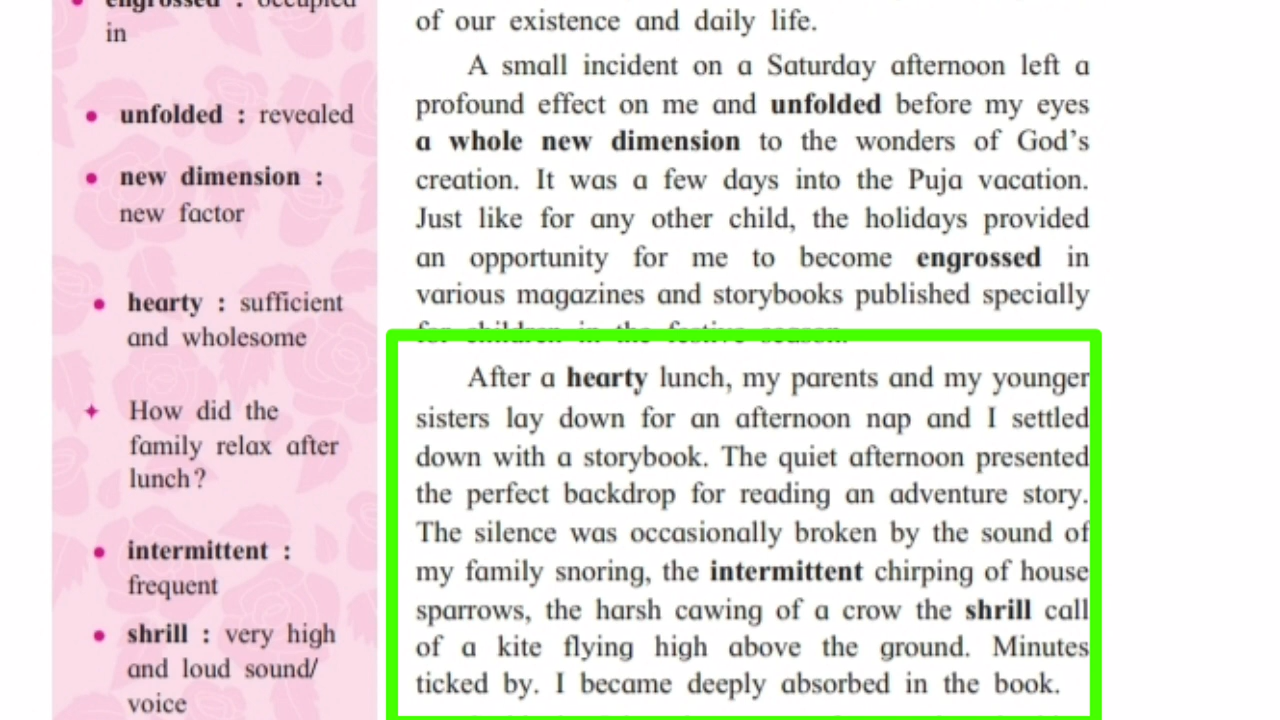 engrossed : occupied
in
unfolded : revealed
new dimension :
new factor
hearty : sufficient
and wholesome
How did the
family relax after
lunch?
intermittent :
frequent
shrill : very high
and loud sound/
voice
of our existence and daily life.
A small incident on a Saturday afternoon left a
profound effect on me and unfolded before my eyes
a whole new dimension to the wonders of God's
creation. It was a few days into the Puja vacation.
Just like for any other child, the holidays provided
an opportunity for me to become engrossed in
various magazines and storybooks published specially
for children in the festive season.
After a hearty lunch, my parents and my younger
sisters lay down for an afternoon nap and I settled
down with a storybook. The quiet afternoon presented
the perfect backdrop for reading an adventure story.
The silence was occasionally broken by the sound of
my family snoring, the intermittent chirping of house
sparrows, the harsh cawing of a crow the shrill call
of a kite flying high above the ground. Minutes
ticked by. I became deeply absorbed in the book.